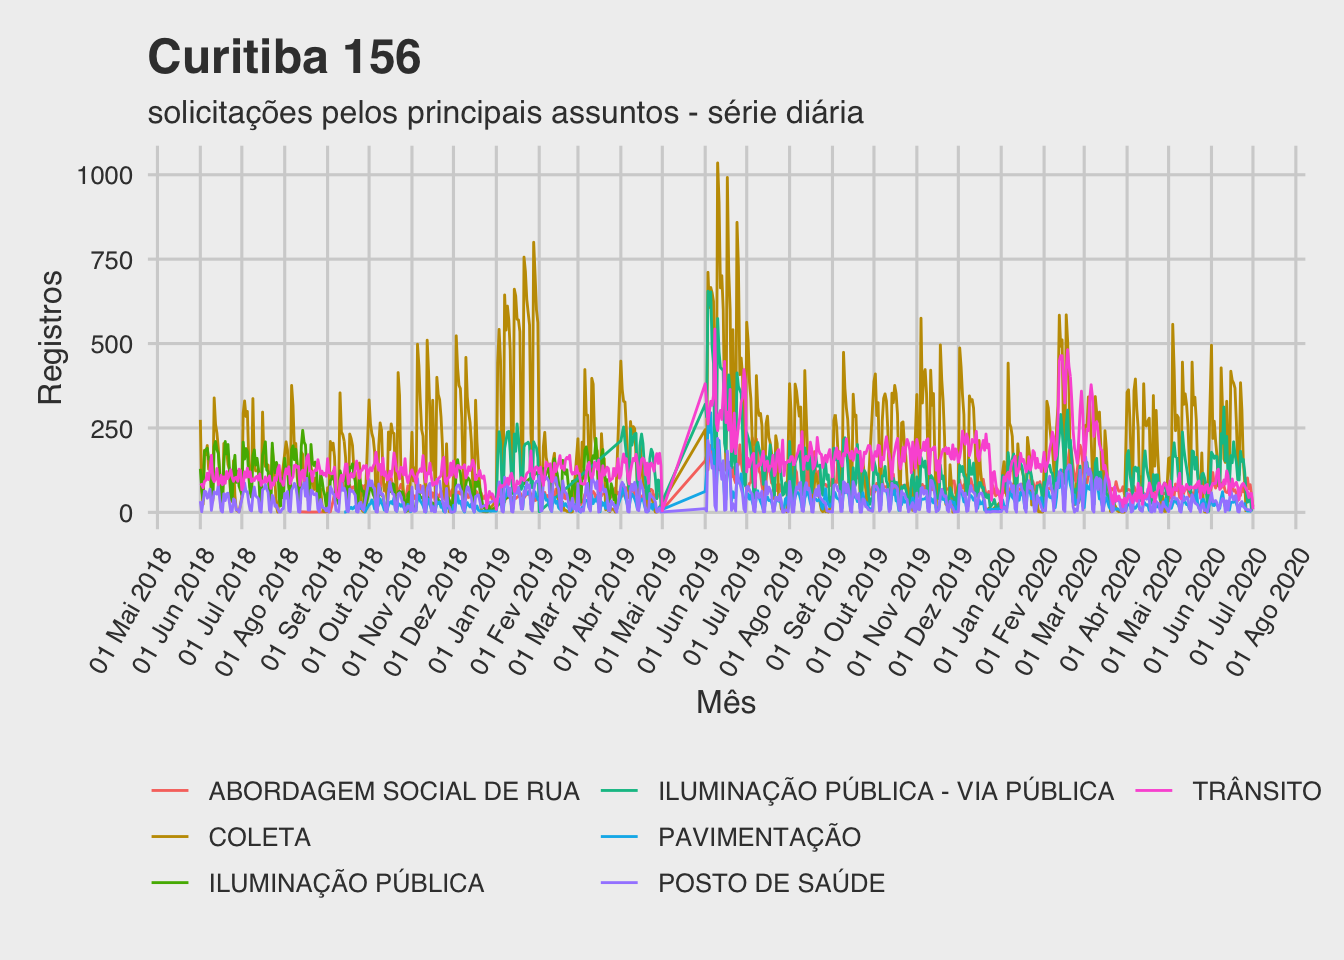 Curitiba 156
solicitações pelos principais assuntos - série diária
1000
750
500
250
0
Registros
01 Mai 2018
01 Jun 2018
01 Jul 2018
01 Ago 2018
01 Set 2018
01 Out 2018
01 Nov 2018
01 Dez 2018
01 Jan 2019
01 Fev 2019
01 Mar 2019
01 Abr 2019
01 Mai 2019
01 Jun 2019
01 Jul 2019
01 Ago 2019
01 Set 2019
01 Out 2019
01 Nov 2019
01 Dez 2019
01 Jan 2020
01 Fev 2020
01 Mar 2020
01 Abr 2020
01 Mai 2020
01 Jun 2020
01 Jul 2020
01 Ago 2020
Mês
ABORDAGEM SOCIAL DE RUA
ILUMINAÇÃO PÚBLICA - VIA PÚBLICA
TRÂNSITO
COLETA
PAVIMENTAÇÃO
ILUMINAÇÃO PÚBLICA
POSTO DE SAÚDE